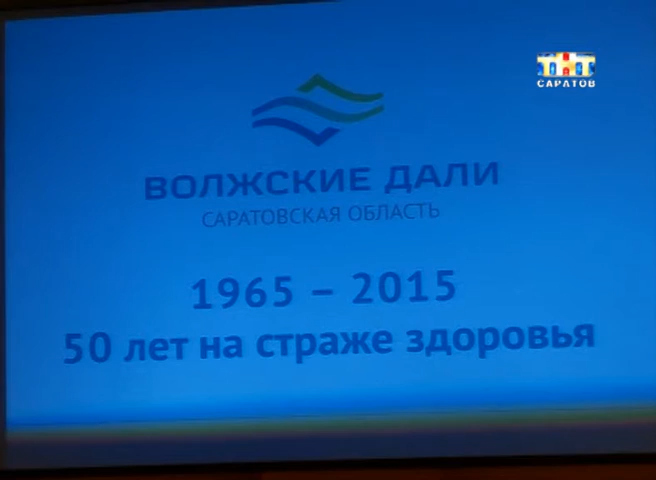 ТНТ
САРАТОВ
ВОЛЖСКИЕ ДАЛИ
САРАТОВСКАЯ ОБЛАСТЬ
1965 – 2015
50 лет на страже здоровья